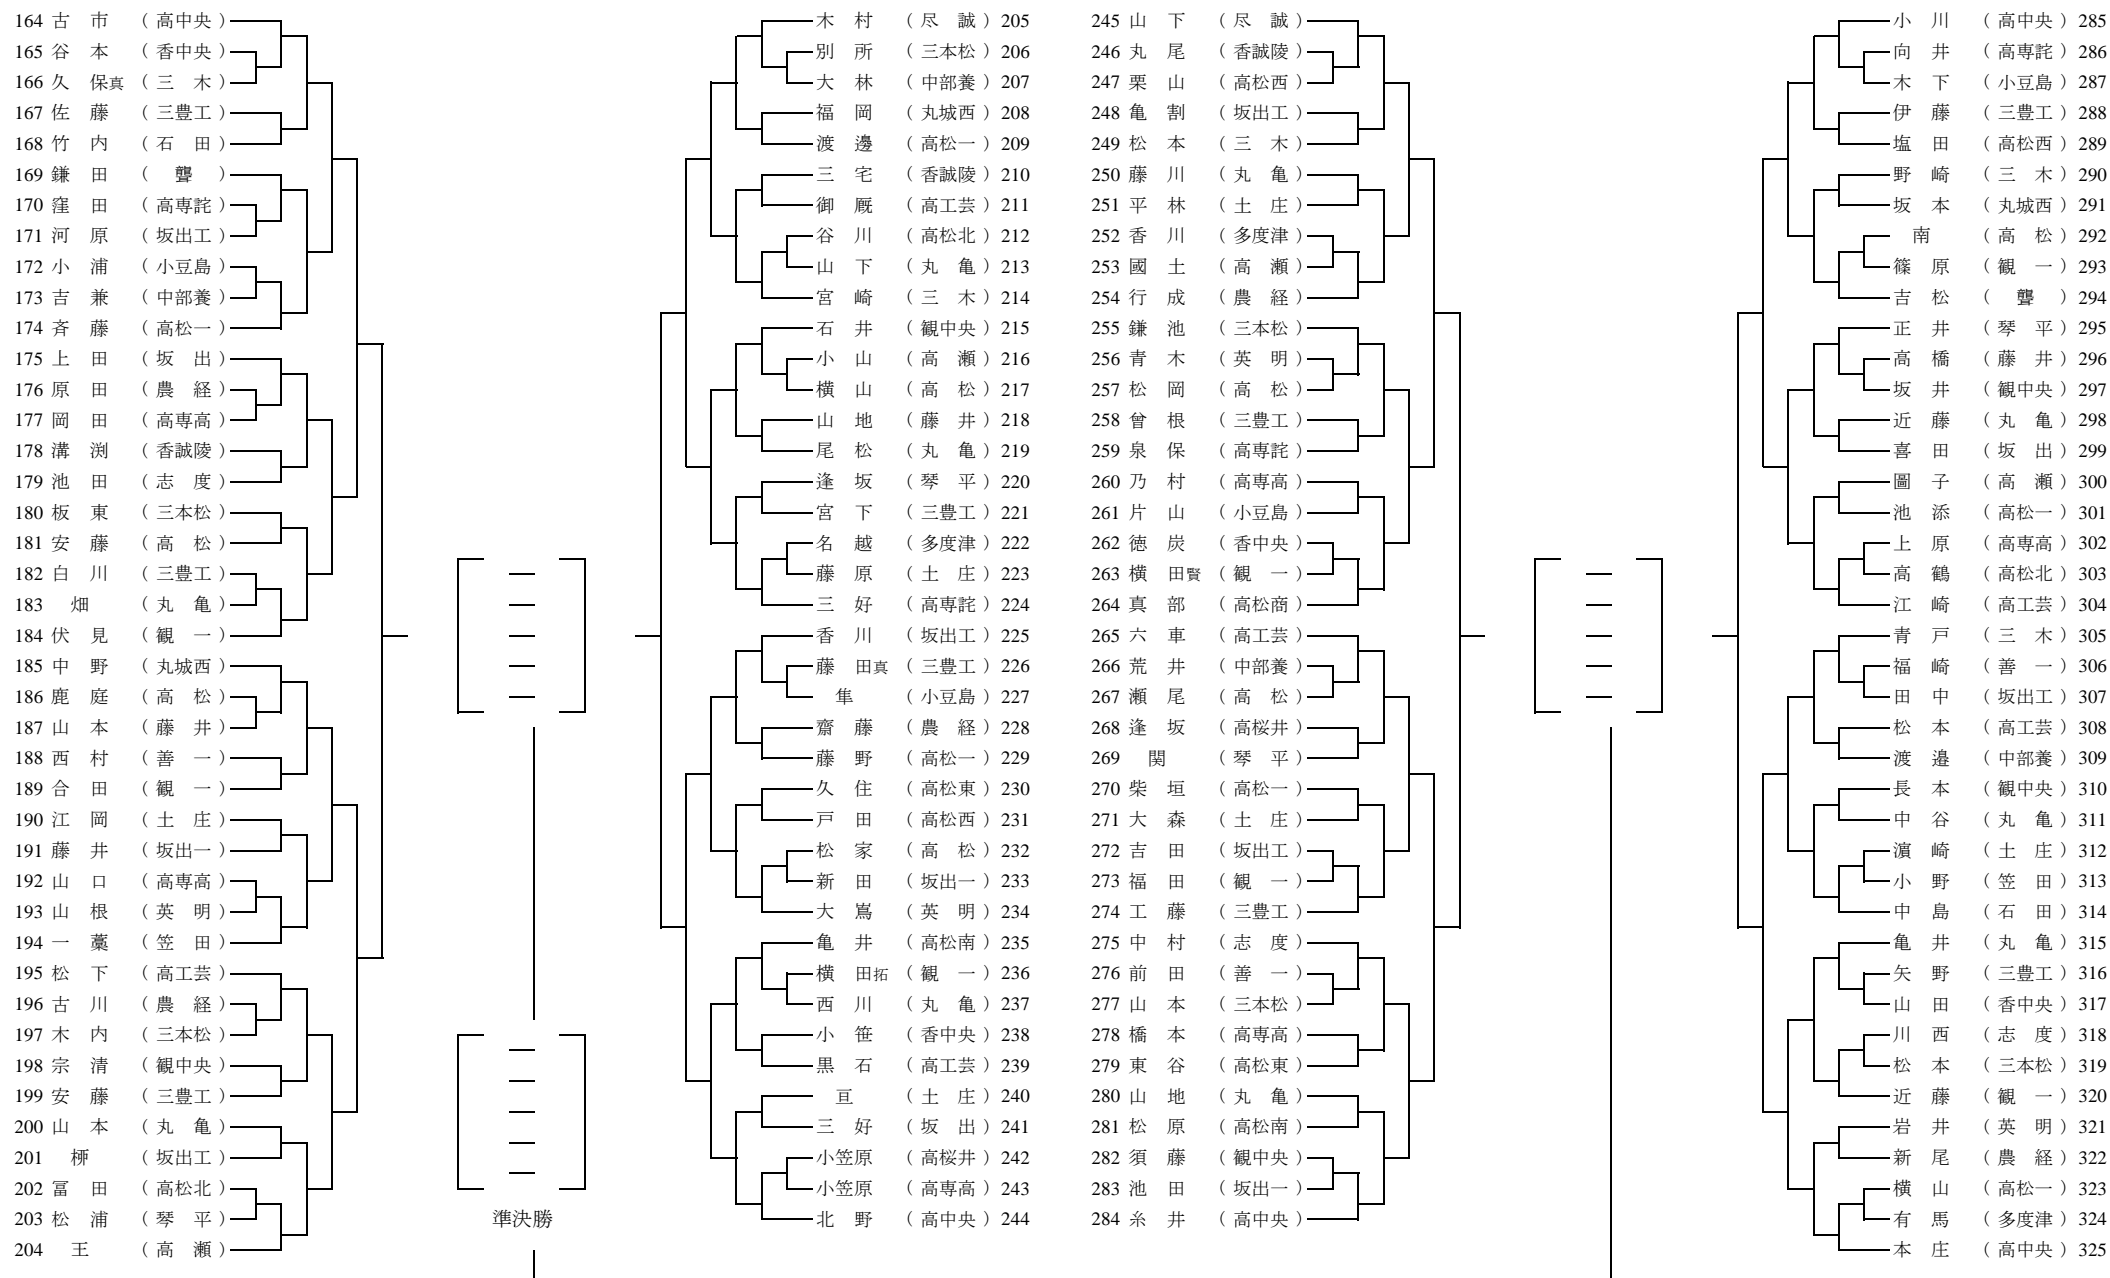 164 古 市 （ 高中央 ）
165 谷 本 （ 香中央 ）
166 久 保真 （ 三 木 ）
167 佐 藤 （ 三豊工 ）
168 竹 内 （ 石 田 ）
169 鎌 田 （ 聾 ）
170 窪 田 （ 高専詫 ）
171 河 原 （ 坂出工 ）
172 小 浦 （ 小豆島 ）
173 吉 兼 （ 中部養 ）
174 斉 藤 （ 高松一 ）
175 上 田 （ 坂 出 ）
176 原 田 （ 農 経 ）
177 岡 田 （ 高専高 ）
178 溝 渕 （ 香誠陵 ）
179 池 田 （ 志 度 ）
180 板 東 （ 三本松 ）
181 安 藤 （ 高 松 ）
182 白 川 （ 三豊工 ）
183 畑 （ 丸 亀 ）
184 伏 見 （ 観 一 ）
185 中 野 （ 丸城西 ）
186 鹿 庭 （ 高 松 ）
187 山 本 （ 藤 井 ）
188 西 村 （ 善 一 ）
189 合 田 （ 観 一 ）
190 江 岡 （ 土 庄 ）
191 藤 井 （ 坂出一 ）
192 山 口 （ 高専高 ）
193 山 根 （ 英 明 ）
194 一 藁 （ 笠 田 ）
195 松 下 （ 高工芸 ）
196 古 川 （ 農 経 ）
197 木 内 （ 三本松 ）
198 宗 清 （ 観中央 ）
199 安 藤 （ 三豊工 ）
200 山 本 （ 丸 亀 ）
201 桺 （ 坂出工 ）
202 冨 田 （ 高松北 ）
203 松 浦 （ 琴 平 ）
204 王 （ 高 瀬 ）
準決勝
木 村 （ 尽 誠 ） 205
別 所 （ 三本松 ） 206
大 林 （ 中部養 ） 207
福 岡 （ 丸城西 ） 208
渡 邊 （ 高松一 ） 209
三 宅 （ 香誠陵 ） 210
御 厩 （ 高工芸 ） 211
谷 川 （ 高松北 ） 212
山 下 （ 丸 亀 ） 213
宮 崎 （ 三 木 ） 214
石 井 （ 観中央 ） 215
小 山 （ 高 瀬 ） 216
横 山 （ 高 松 ） 217
山 地 （ 藤 井 ） 218
尾 松 （ 丸 亀 ） 219
逢 坂 （ 琴 平 ） 220
宮 下 （ 三豊工 ） 221
名 越 （ 多度津 ） 222
藤 原 （ 土 庄 ） 223
三 好 （ 高専詫 ） 224
香 川 （ 坂出工 ） 225
藤 田真 （ 三豊工 ） 226
隼 （ 小豆島 ） 227
齋 藤 （ 農 経 ） 228
藤 野 （ 高松一 ） 229
久 住 （ 高松東 ） 230
戸 田 （ 高松西 ） 231
松 家 （ 高 松 ） 232
新 田 （ 坂出一 ） 233
大 嶌 （ 英 明 ） 234
亀 井 （ 高松南 ） 235
横 田拓 （ 観 一 ） 236
西 川 （ 丸 亀 ） 237
小 笹 （ 香中央 ） 238
黒 石 （ 高工芸 ） 239
亘 （ 土 庄 ） 240
三 好 （ 坂 出 ） 241
小笠原 （ 高桜井 ） 242
小笠原 （ 高専高 ） 243
北 野 （ 高中央 ） 244
245 山 下 （ 尽 誠 ）
246 丸 尾 （ 香誠陵 ）
247 栗 山 （ 高松西 ）
248 亀 割 （ 坂出工 ）
249 松 本 （ 三 木 ）
250 藤 川 （ 丸 亀 ）
251 平 林 （ 土 庄 ）
252 香 川 （ 多度津 ）
253 國 土 （ 高 瀬 ）
254 行 成 （ 農 経 ）
255 鎌 池 （ 三本松 ）
256 青 木 （ 英 明 ）
257 松 岡 （ 高 松 ）
258 曾 根 （ 三豊工 ）
259 泉 保 （ 高専詫 ）
260 乃 村 （ 高専高 ）
261 片 山 （ 小豆島 ）
262 徳 炭 （ 香中央 ）
263 横 田賢 （ 観 一 ）
264 真 部 （ 高松商 ）
265 六 車 （ 高工芸 ）
266 荒 井 （ 中部養 ）
267 瀬 尾 （ 高 松 ）
268 逢 坂 （ 高桜井 ）
269 関 （ 琴 平 ）
270 柴 垣 （ 高松一 ）
271 大 森 （ 土 庄 ）
272 吉 田 （ 坂出工 ）
273 福 田 （ 観 一 ）
274 工 藤 （ 三豊工 ）
275 中 村 （ 志 度 ）
276 前 田 （ 善 一 ）
277 山 本 （ 三本松 ）
278 橋 本 （ 高専高 ）
279 東 谷 （ 高松東 ）
280 山 地 （ 丸 亀 ）
281 松 原 （ 高松南 ）
282 須 藤 （ 観中央 ）
283 池 田 （ 坂出一 ）
284 糸 井 （ 高中央 ）
小 川 （ 高中央 ） 285
向 井 （ 高専詫 ） 286
木 下 （ 小豆島 ） 287
伊 藤 （ 三豊工 ） 288
塩 田 （ 高松西 ） 289
野 崎 （ 三 木 ） 290
坂 本 （ 丸城西 ） 291
南 （ 高 松 ） 292
篠 原 （ 観 一 ） 293
吉 松 （ 聾 ） 294
正 井 （ 琴 平 ） 295
高 橋 （ 藤 井 ） 296
坂 井 （ 観中央 ） 297
近 藤 （ 丸 亀 ） 298
喜 田 （ 坂 出 ） 299
圖 子 （ 高 瀬 ） 300
池 添 （ 高松一 ） 301
上 原 （ 高専高 ） 302
高 鶴 （ 高松北 ） 303
江 崎 （ 高工芸 ） 304
青 戸 （ 三 木 ） 305
福 崎 （ 善 一 ） 306
田 中 （ 坂出工 ） 307
松 本 （ 高工芸 ） 308
渡 邉 （ 中部養 ） 309
長 本 （ 観中央 ） 310
中 谷 （ 丸 亀 ） 311
濵 崎 （ 土 庄 ） 312
小 野 （ 笠 田 ） 313
中 島 （ 石 田 ） 314
亀 井 （ 丸 亀 ） 315
矢 野 （ 三豊工 ） 316
山 田 （ 香中央 ） 317
川 西 （ 志 度 ） 318
松 本 （ 三本松 ） 319
近 藤 （ 観 一 ） 320
岩 井 （ 英 明 ） 321
新 尾 （ 農 経 ） 322
横 山 （ 高松一 ） 323
有 馬 （ 多度津 ） 324
本 庄 （ 高中央 ） 325